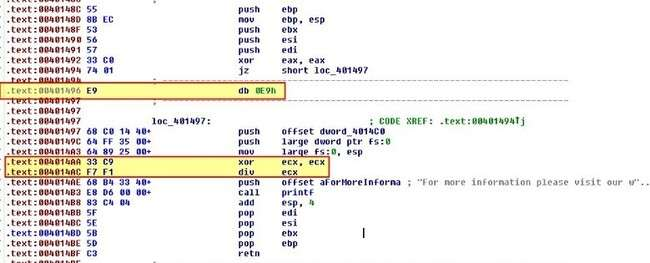 .text:0040148C 55 push ebp
.text:0040148D 8B EC mov ebp, esp
.text:0040148F 53 push ebx
.text:00401490 56 push esi
.text:00401491 57 push edi
.text:00401492 33 C0 xor eax, eax
.text:00401494 74 01 jz short loc_401497
.text:00401494 ; ---------------------------------------------------------------------------
.text:00401496 E9 db 0E9h
.text:00401497 ; ---------------------------------------------------------------------------
.text:00401497
.text:00401497 loc_401497: ; CODE XREF: .text:00401494↑j
.text:00401497 68 C0 14 40+ push offset dword_4014C0
.text:0040149C 64 FF 35 00+ push large dword ptr fs:0
.text:004014A3 64 89 25 00+ mov large fs:0, esp
.text:004014AA 33 C9 xor ecx, ecx
.text:004014AC F7 F1 div ecx
.text:004014AE 68 B4 33 40+ push offset aForMoreInforma ; "For more information please visit our w"..
.text:004014B3 E8 D6 00 00+ call printf
.text:004014B8 83 C4 04 add esp, 4
.text:004014BB 5F pop edi
.text:004014BC 5E pop esi
.text:004014BD 5B pop ebx
.text:004014BE 5D pop ebp
.text:004014BF C3 retn